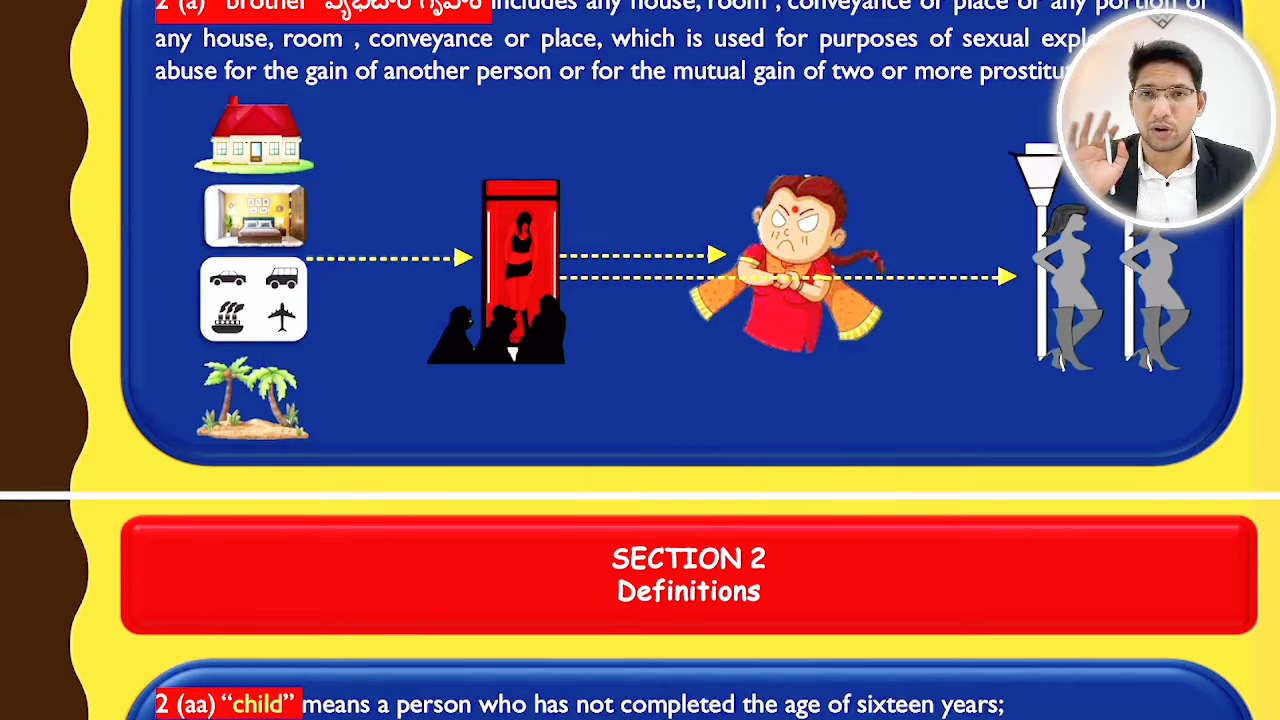 2 (a) "brothel" ವ್ಯಭಿಚಾರ ಗೃಹಾಠ includes any house, room , conveyance or place or any portion of
any house, room , conveyance or place, which is used for purposes of sexual
abuse for the gain of another person or for the mutual gain of two or more
SECTION 2
Definitions
2 (aa) “child” means a person who has not completed the age of sixteen years;